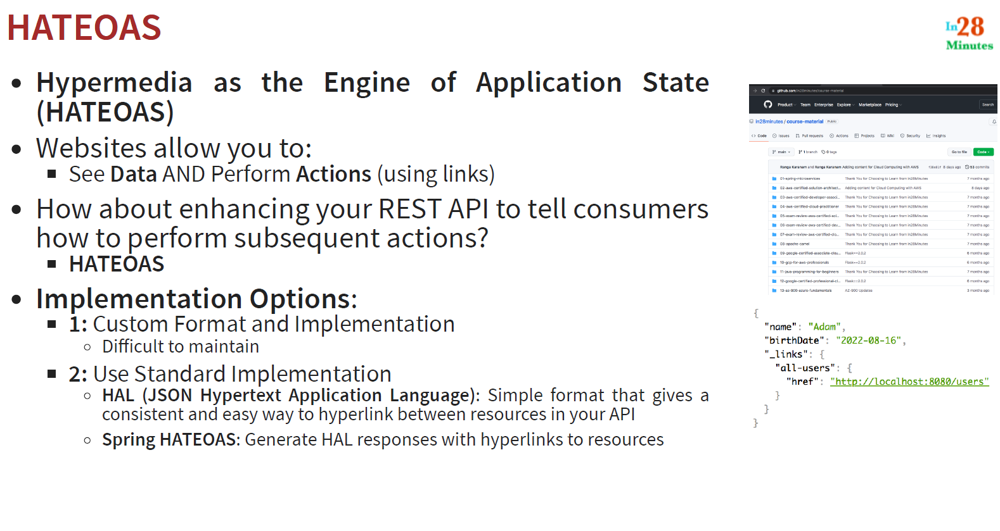 HATEOAS
In28
Minutes
Hypermedia as the Engine of Application State
(HATEOAS)
Websites allow you to:
See Data AND Perform Actions (using links)
How about enhancing your REST API to tell consumers
how to perform subsequent actions?
HATEOAS
Implementation Options:
1: Custom Format and Implementation
Difficult to maintain
2: Use Standard Implementation
HAL (JSON Hypertext Application Language): Simple format that gives a
consistent and easy way to hyperlink between resources in your API
Spring HATEOAS: Generate HAL responses with hyperlinks to resources
github.com/in28minutes/course-material
Product Team Enterprise Explore Marketplace Pricing Search
in28minutes / course-material Public
<> Code Issues Pull requests Actions Projects Wiki Security Insights
main 1 branch 0 tags Go to file Code
Ranga Karanam and Ranga Karanam Adding content for Cloud Computing with AWS 8 days ago 53 commits
01-spring-microservices Thank You for Choosing to Learn from in28Minutes 7 months ago
02-aws-certified-solution-architect... Adding content for Cloud Computing with AWS 8 days ago
03-aws-certified-developer-associ... Thank You for Choosing to Learn from in28Minutes 7 months ago
04-aws-certified-cloud-practitioner Thank You for Choosing to Learn from in28Minutes 7 months ago
05-exam-review-aws-certified-sol... Thank You for Choosing to Learn from in28Minutes 7 months ago
06-exam-review-aws-certified-dev... Thank You for Choosing to Learn from in28Minutes 7 months ago
07-exam-review-aws-certified-clo... Thank You for Choosing to Learn from in28Minutes 7 months ago
08-apache-camel Thank You for Choosing to Learn from in28Minutes 7 months ago
09-google-certified-associate-clou... Flask==2.0.2 6 months ago
10-gcp-for-aws-professionals Flask==2.0.2 6 months ago
11-java-programming-for-beginners Thank You for Choosing to Learn from in28Minutes 7 months ago
12-google-certified-professional-cl... Flask==2.0.2 6 months ago
13-az-900-azure-fundamentals AZ-900 Updates 3 months ago
{
"name": "Adam",
"birthDate": "2022-08-16",
"_links": {
"all-users": {
"href": "http://localhost:8080/users"
}
}
}